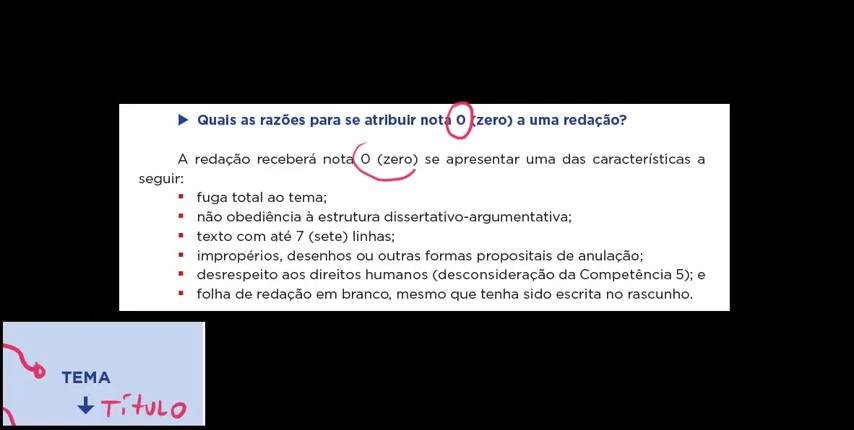 ▶ Quais as razões para se atribuir nota 0 (zero) a uma redação?
A redação receberá nota 0 (zero) se apresentar uma das características a
seguir:
▪ fuga total ao tema;
▪ não obediência à estrutura dissertativo-argumentativa;
▪ texto com até 7 (sete) linhas;
▪ impropérios, desenhos ou outras formas propositais de anulação;
▪ desrespeito aos direitos humanos (desconsideração da Competência 5); e
▪ folha de redação em branco, mesmo que tenha sido escrita no rascunho.
TEMA
TíTULO